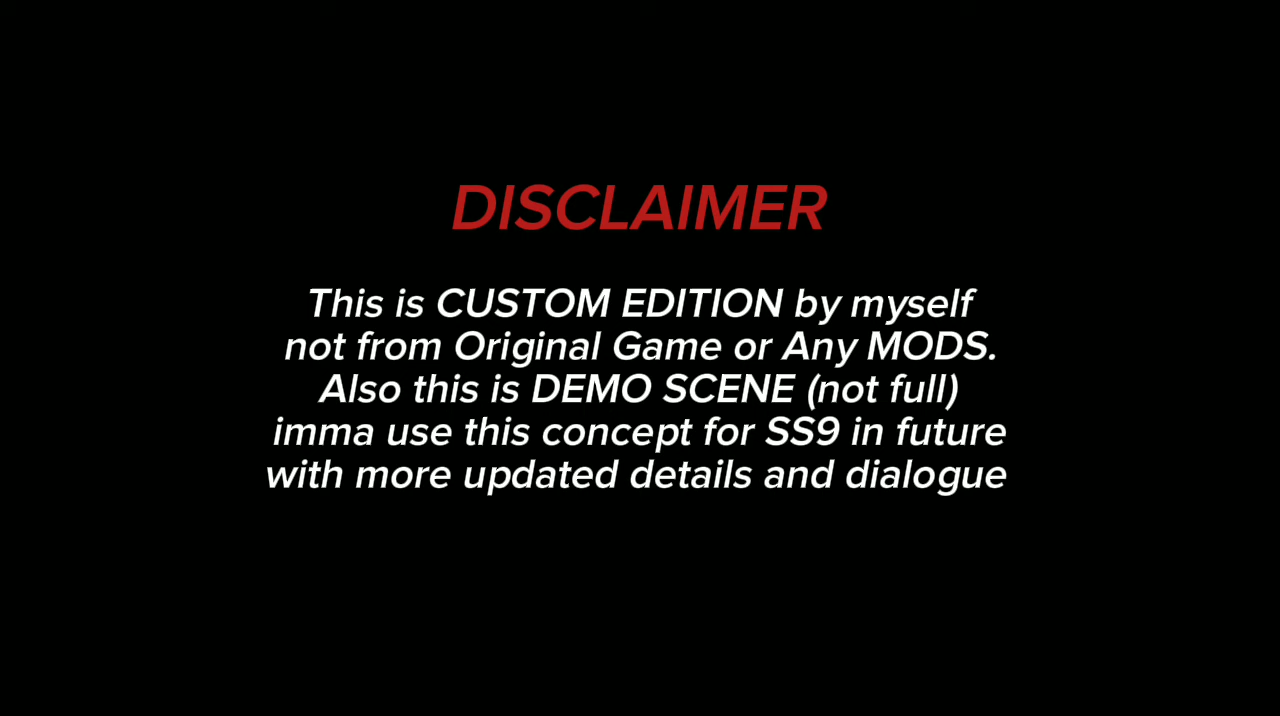 DISCLAIMER
This is CUSTOM EDITION by myself
not from Original Game or Any MODS.
Also this is DEMO SCENE (not full)
imma use this concept for SS9 in future
with more updated details and dialogue